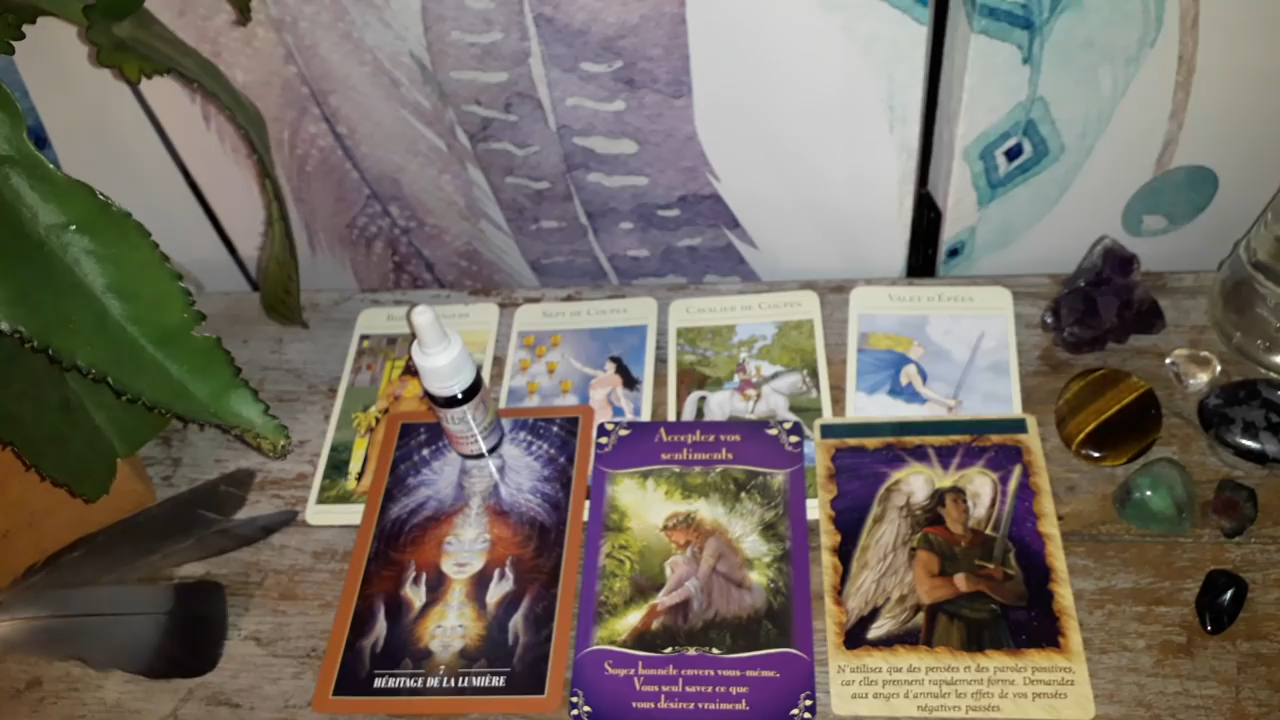 Sept de Coupes
Cavalier de Coupes
Valet d'Épées
7
HÉRITAGE DE LA LUMIÈRE
Acceptez vos
sentiments
Soyez honnête envers vous-même.
Vous seul savez ce que
vous désirez vraiment.
N'utilisez que des pensées et des paroles positives,
car elles prennent rapidement forme. Demandez
aux anges d'annuler les effets de vos pensées
négatives passées.